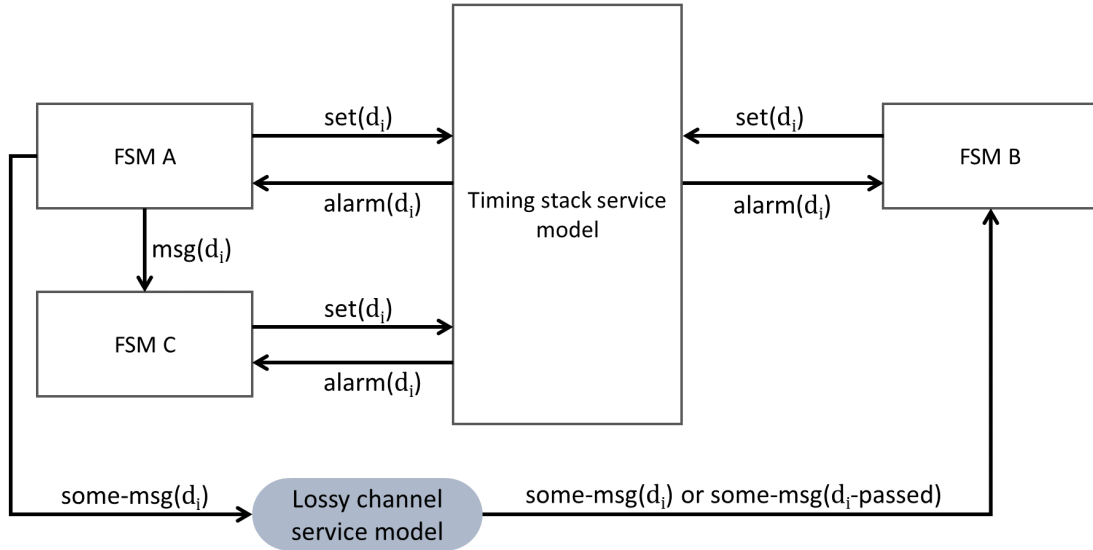 set(dᵢ)
set(dᵢ)
FSM A
FSM B
alarm(dᵢ)
Timing stack service
model
alarm(dᵢ)
msg(dᵢ)
set(dᵢ)
FSM C
alarm(dᵢ)
some-msg(dᵢ)
Lossy channel
service model
some-msg(dᵢ) or some-msg(dᵢ-passed)